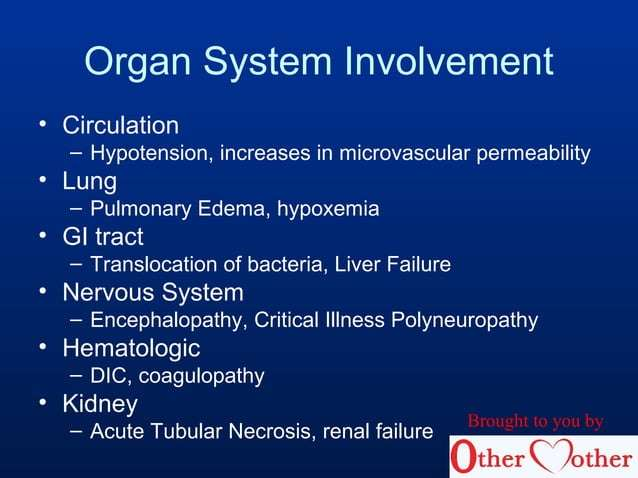 Organ System Involvement
• Circulation
– Hypotension, increases in microvascular permeability
• Lung
– Pulmonary Edema, hypoxemia
• GI tract
– Translocation of bacteria, Liver Failure
• Nervous System
– Encephalopathy, Critical Illness Polyneuropathy
• Hematologic
– DIC, coagulopathy
• Kidney
– Acute Tubular Necrosis, renal failure
Brought to you by
Other other